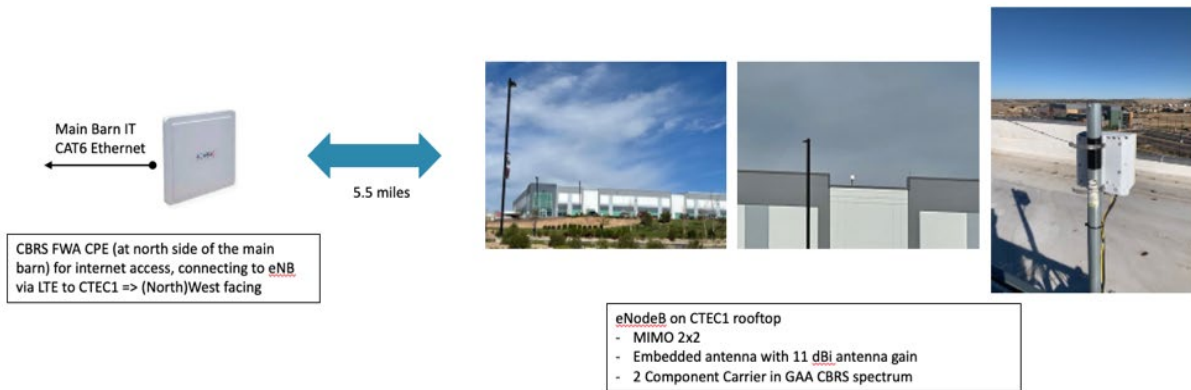 Main Barn IT
CAT6 Ethernet
5.5 miles
CBRS FWA CPE (at north side of the main
barn) for internet access, connecting to eNB
via LTE to CTEC1 => (North)West facing
eNodeB on CTEC1 rooftop
- MIMO 2x2
- Embedded antenna with 11 dBi antenna gain
- 2 Component Carrier in GAA CBRS spectrum